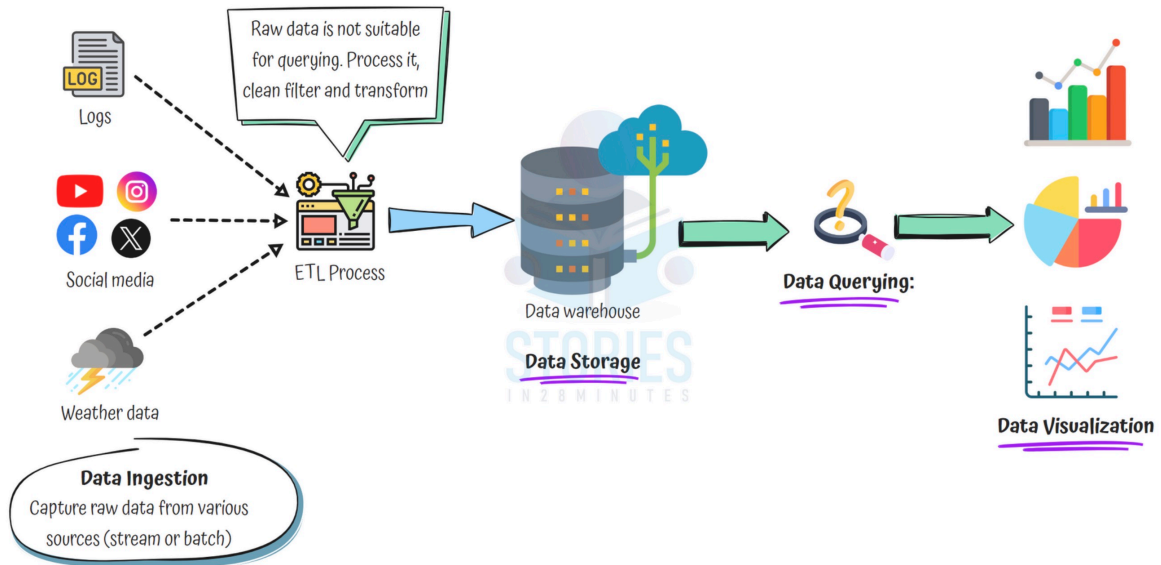 Raw data is not suitable
for querying. Process it,
clean filter and transform
LOG
Logs
Social media
ETL Process
Weather data
Data Ingestion
Capture raw data from various
sources (stream or batch)
Data warehouse
Data Storage
STORIES
IN28MINUTES
Data Querying:
Data Visualization